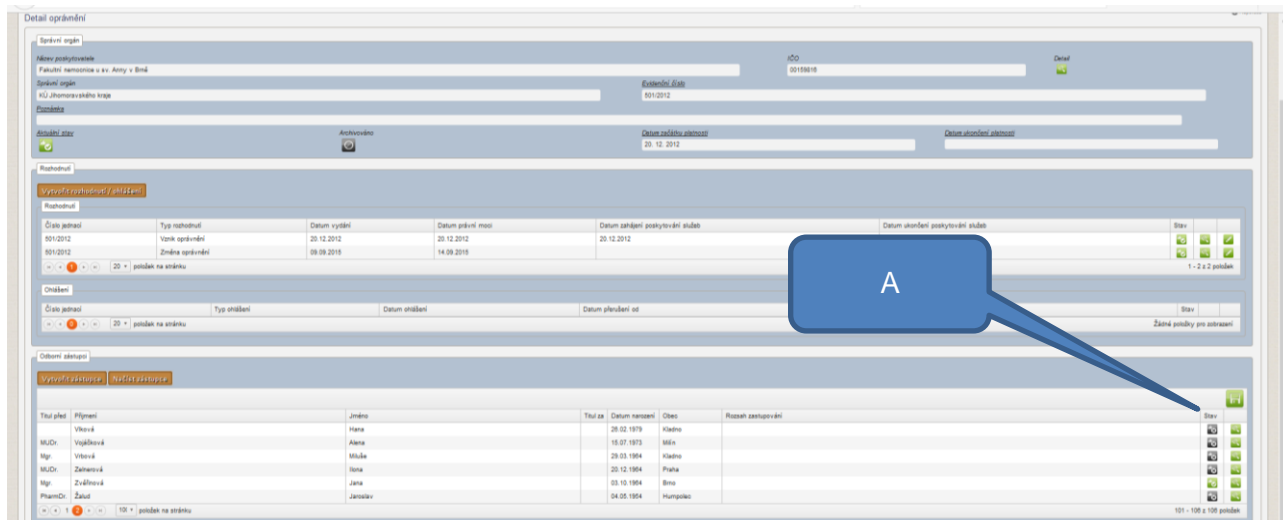 Detail oprávnění
Správní orgán
Název poskytovatele IČO Detail
Fakultní nemocnice u sv. Anny v Brně 00159816
Správní orgán Evidenční číslo
KÚ Jihomoravského kraje 501/2012
Poznámka
Aktuální stav Archivováno Datum začátku platnosti Datum ukončení platnosti
20. 12. 2012
Rozhodnutí
Vytvořit rozhodnutí / ohlášení
Rozhodnutí
Číslo jednací Typ rozhodnutí Datum vydání Datum právní moci Datum zahájení poskytování služeb Datum ukončení poskytování služeb Stav
501/2012 Vznik oprávnění 20.12.2012 20.12.2012 20.12.2012
501/2012 Změna oprávnění 09.09.2015 14.09.2015
1 20 položek na stránku 1 - 2 z 2 položek
A
Ohlášení
Číslo jednací Typ ohlášení Datum ohlášení Datum přerušení od Stav
0 20 položek na stránku Žádné položky pro zobrazení
Odborní zástupci
Vytvořit zástupce Načíst zástupce
Titul před Příjmení Jméno Titul za Datum narození Obec Rozsah zastupování Stav
Vlková Hana 28.02.1979 Kladno
MUDr. Vojáčková Alena 15.07.1973 Milín
Mgr. Vrbová Miluše 29.03.1964 Kladno
MUDr. Zelnerová Ilona 20.12.1964 Praha
Mgr. Zvěřinová Jana 03.10.1964 Brno
PharmDr. Žalud Jaroslav 04.05.1954 Humpolec
1 2 položek na stránku 101 - 106 z 106 položek